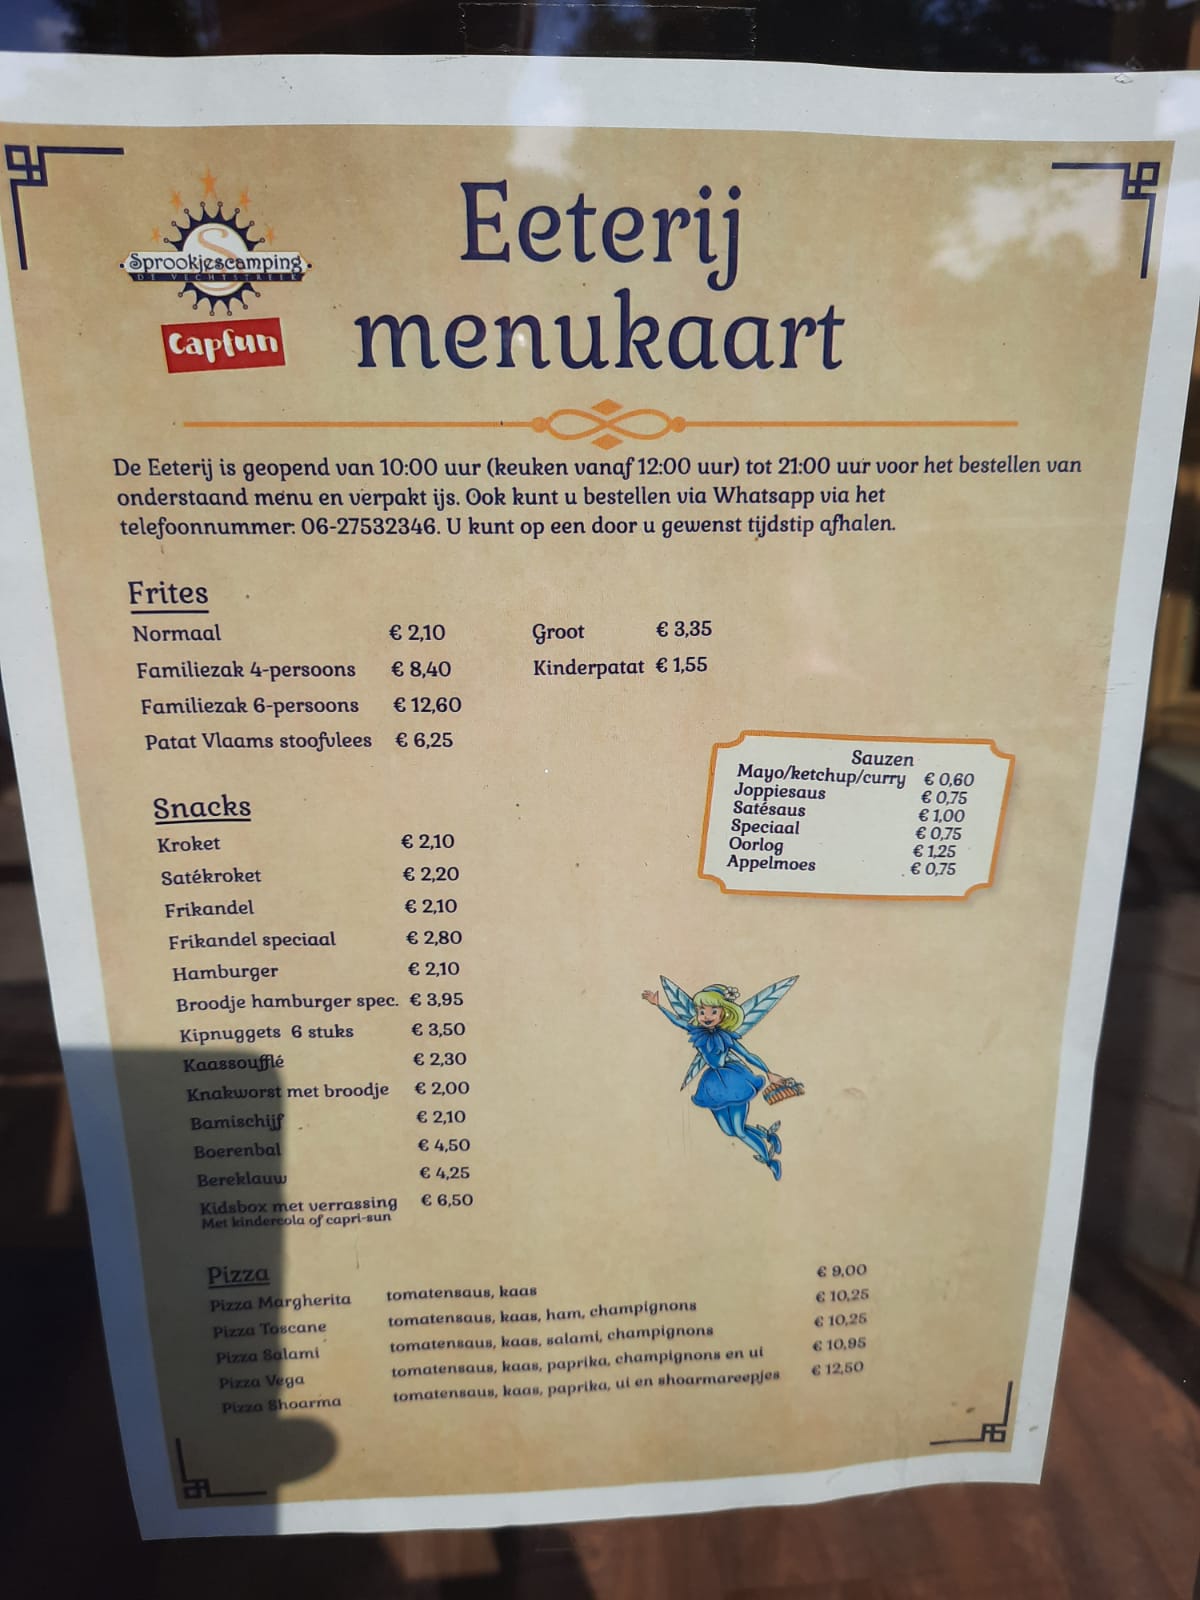 Eeterij
menukaart
Sprookjescamping
DE VECHTSTREEK
Capfun
De Eeterij is geopend van 10:00 uur (keuken vanaf 12:00 uur) tot 21:00 uur voor het bestellen van
onderstaand menu en verpakt ijs. Ook kunt u bestellen via Whatsapp via het
telefoonnummer: 06-27532346. U kunt op een door u gewenst tijdstip afhalen.
Frites
Normaal € 2,10 Groot € 3,35
Familiezak 4-persoons € 8,40 Kinderpatat € 1,55
Familiezak 6-persoons € 12,60
Patat Vlaams stoofvlees € 6,25
Sauzen
Mayo/ketchup/curry € 0,60
Joppiesaus € 0,75
Satésaus € 1,00
Speciaal € 0,75
Oorlog € 1,25
Appelmoes € 0,75
Snacks
Kroket € 2,10
Satékroket € 2,20
Frikandel € 2,10
Frikandel speciaal € 2,80
Hamburger € 2,10
Broodje hamburger spec. € 3,95
Kipnuggets 6 stuks € 3,50
Kaassoufflé € 2,30
Knakworst met broodje € 2,00
Bamischijf € 2,10
Boerenbal € 4,50
Bereklauw € 4,25
Kidsbox met verrassing € 6,50
Met kindercola of capri-sun
Pizza
Pizza Margherita tomatensaus, kaas € 9,00
Pizza Toscane tomatensaus, kaas, ham, champignons € 10,25
Pizza Salami tomatensaus, kaas, salami, champignons € 10,25
Pizza Vega tomatensaus, kaas, paprika, champignons en ui € 10,95
Pizza Shoarma tomatensaus, kaas, paprika, ui en shoarmareepjes € 12,50